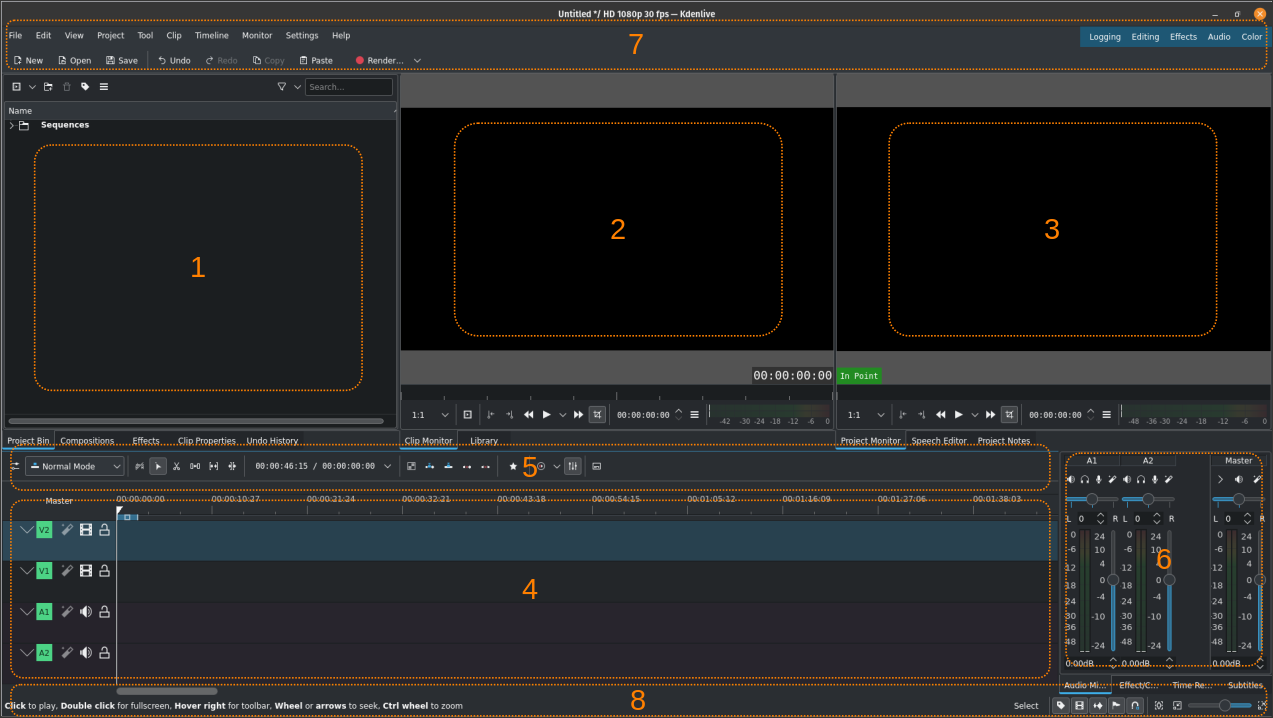 Untitled */ HD 1080p 30 fps — Kdenlive
File Edit View Project Tool Clip Timeline Monitor Settings Help
7
Logging Editing Effects Audio Color
New Open Save Undo Redo Copy Paste Render...
Search...
Name
Sequences
1
2
3
00:00:00:00
In Point
1:1 00:00:00:00 -42 -30 -24 -18 -12 -6 0
1:1 00:00:00:00 -48 -36 -30 -24 -18 -12 -6 0
Project Bin Compositions Effects Clip Properties Undo History
Clip Monitor Library
Project Monitor Speech Editor Project Notes
Normal Mode 00:00:46:15 / 00:00:00:00 5
Master 00:00:00:00 00:00:10:27 00:00:21:24 00:00:32:21 00:00:43:18 00:00:54:15 00:01:05:12 00:01:16:09 00:01:27:06 00:01:38:03
V2
V1
4
A1
A2
A1 A2 Master
L 0 R L 0 R L 0 R
0 24 0 24 0 24
-6 10 -6 10 -6 10
12 4 12 4 12 4
18 0 18 0 18 0
24 -4 24 -4 24 -4
30 -10 30 -10 30 -10
36 36 36
48 -24 48 -24 48 -24
6
0.00dB 0.00dB 0.00dB
Audio Mi... Effect/C... Time Re... Subtitles
8
Click to play, Double click for fullscreen, Hover right for toolbar, Wheel or arrows to seek, Ctrl wheel to zoom
Select